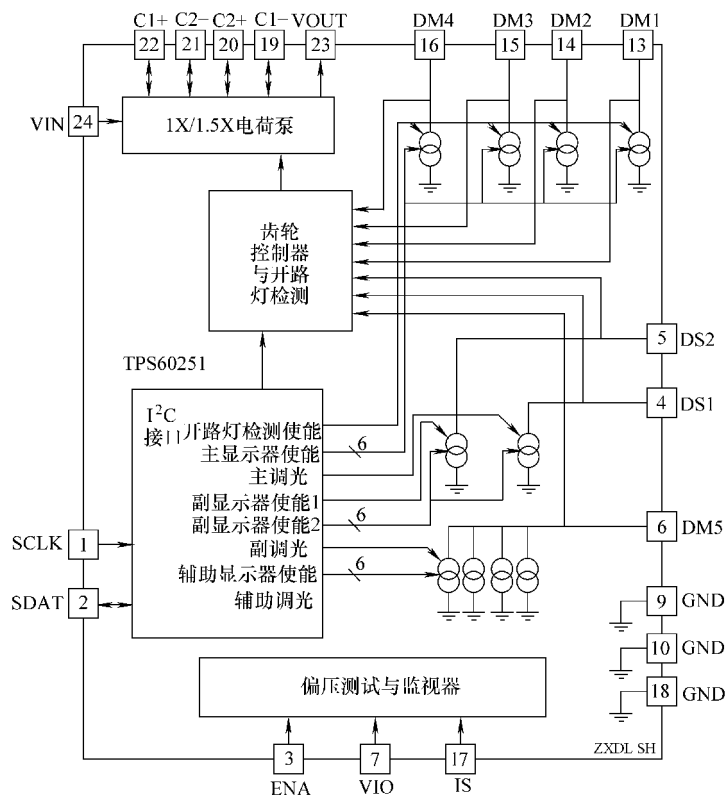 C1+ C2− C2+ C1− VOUT DM4 DM3 DM2 DM1
22 21 20 19 23 16 15 14 13
VIN 24
1X/1.5X电荷泵
齿轮
控制器
与开路
灯检测
TPS60251
I²C
接口
开路灯检测使能
主显示器使能 6
主调光
副显示器使能1
副显示器使能2 6
副调光
辅助显示器使能 6
辅助调光
5 DS2
4 DS1
SCLK 1
SDAT 2
6 DM5
9 GND
10 GND
18 GND
偏压测试与监视器
3 7 17
ENA VIO IS
ZXDL SH